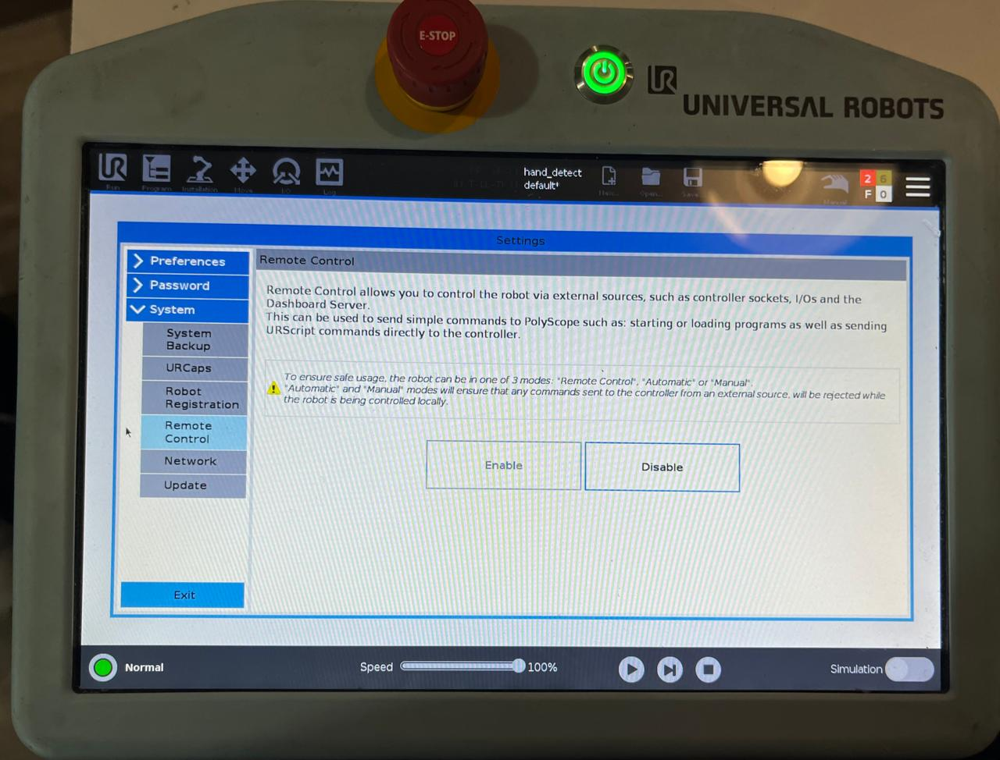 E-STOP
UR
UNIVERSAL ROBOTS
Run
Program
Installation
Move
I/O
Log
hand_detect
default*
Open...
Save
Manual
2 6
F 0
Settings
Preferences
Password
System
System
Backup
URCaps
Robot
Registration
Remote
Control
Network
Update
Exit
Remote Control
Remote Control allows you to control the robot via external sources, such as controller sockets, I/Os and the
Dashboard Server.
This can be used to send simple commands to PolyScope such as: starting or loading programs as well as sending
URScript commands directly to the controller.
To ensure safe usage, the robot can be in one of 3 modes: "Remote Control", "Automatic" or "Manual".
"Automatic" and "Manual" modes will ensure that any commands sent to the controller from an external source, will be rejected while
the robot is being controlled locally.
Enable
Disable
Normal
Speed
100%
Simulation